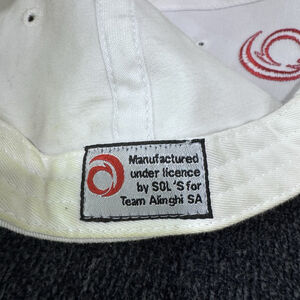 Manufactured
under licence
by SOL'S for
Team Alinghi SA